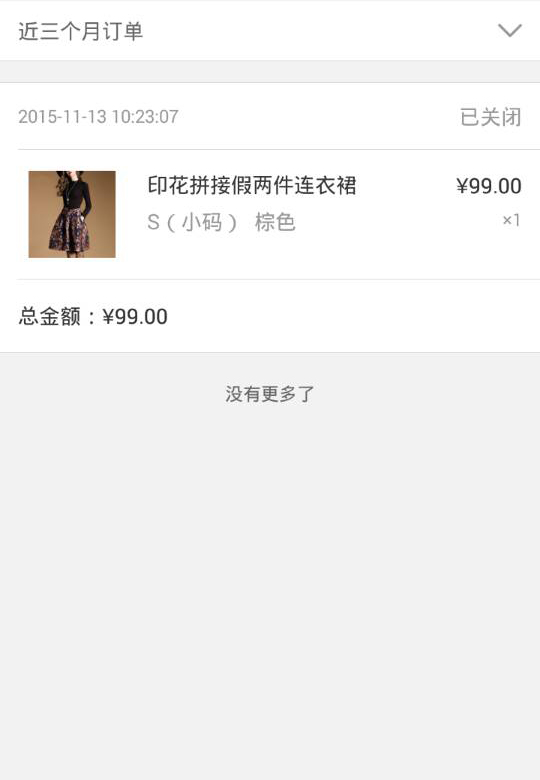 近三个月订单
2015-11-13 10:23:07 已关闭
印花拼接假两件连衣裙 ¥99.00
S（小码） 棕色 ×1
总金额：¥99.00
没有更多了